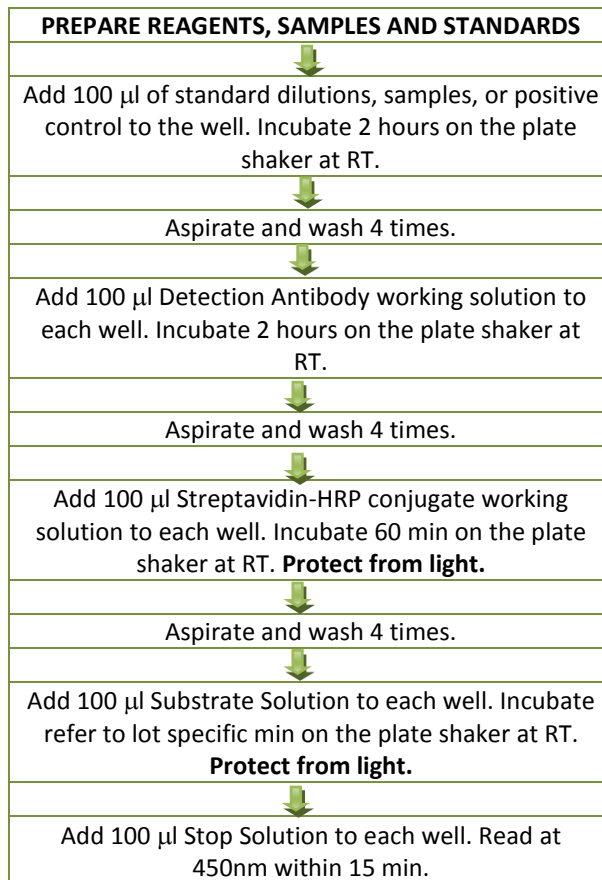 PREPARE REAGENTS, SAMPLES AND STANDARDS
Add 100 μl of standard dilutions, samples, or positive
control to the well. Incubate 2 hours on the plate
shaker at RT.
Aspirate and wash 4 times.
Add 100 μl Detection Antibody working solution to
each well. Incubate 2 hours on the plate shaker at
RT.
Aspirate and wash 4 times.
Add 100 μl Streptavidin-HRP conjugate working
solution to each well. Incubate 60 min on the plate
shaker at RT. Protect from light.
Aspirate and wash 4 times.
Add 100 μl Substrate Solution to each well. Incubate
refer to lot specific min on the plate shaker at RT.
Protect from light.
Add 100 μl Stop Solution to each well. Read at
450nm within 15 min.